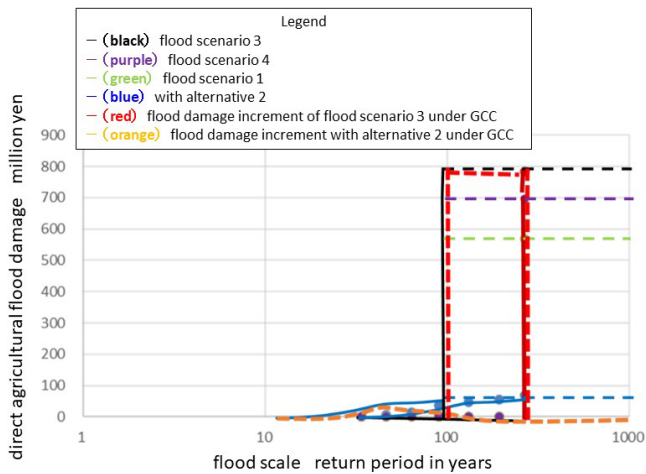 Legend
— (black) flood scenario 3
— (purple) flood scenario 4
— (green) flood scenario 1
— (blue) with alternative 2
— (red) flood damage increment of flood scenario 3 under GCC
— (orange) flood damage increment with alternative 2 under GCC
direct agricultural flood damage million yen
900
800
700
600
500
400
300
200
100
0
1 10 100 1000
flood scale return period in years